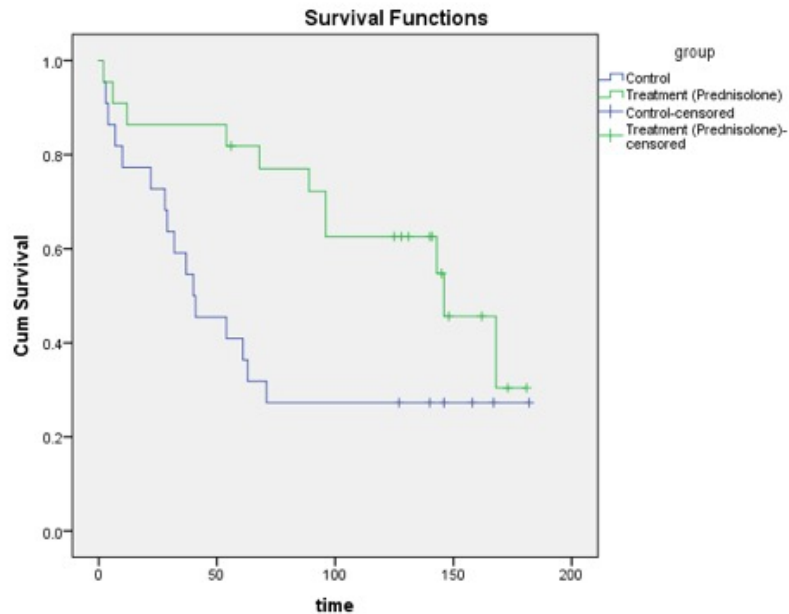 Survival Functions
group
Control
Treatment (Prednisolone)
Control-censored
Treatment (Prednisolone)-
censored
1.0
0.8
0.6
0.4
0.2
0.0
Cum Survival
0 50 100 150 200
time